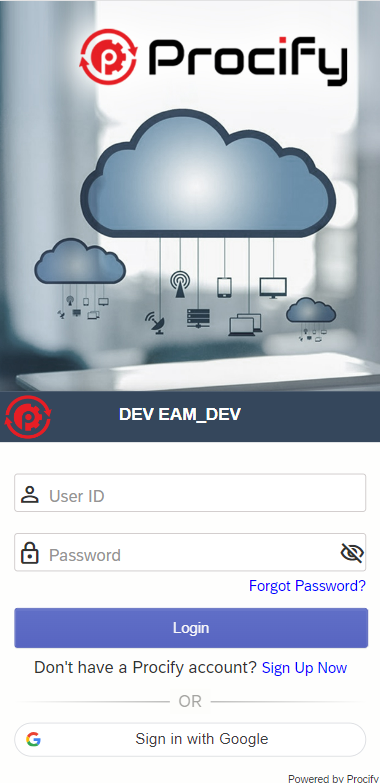 Procify
DEV EAM_DEV
User ID
Password
Forgot Password?
Login
Don't have a Procify account? Sign Up Now
OR
Sign in with Google
Powered by Procify